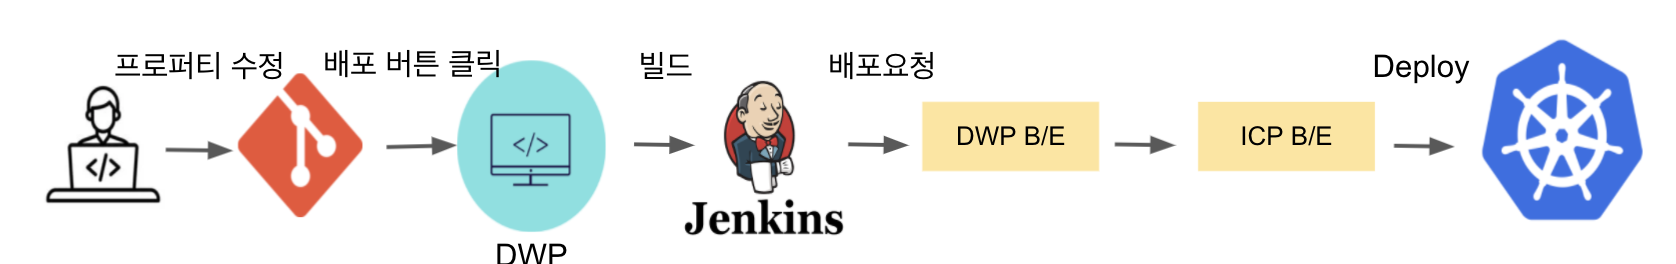 프로퍼티 수정
배포 버튼 클릭
빌드
배포요청
Deploy
</>
</>
DWP B/E
ICP B/E
Jenkins
DWP